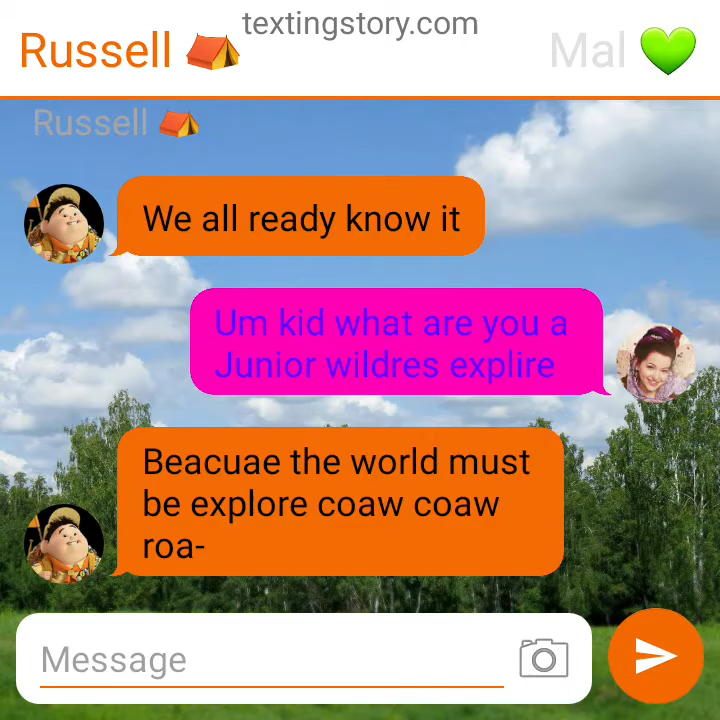 textingstory.com
Russell
Mal
Russell
We all ready know it
Um kid what are you a
Junior wildres explire
Beacuae the world must
be explore coaw coaw
roa-
Message